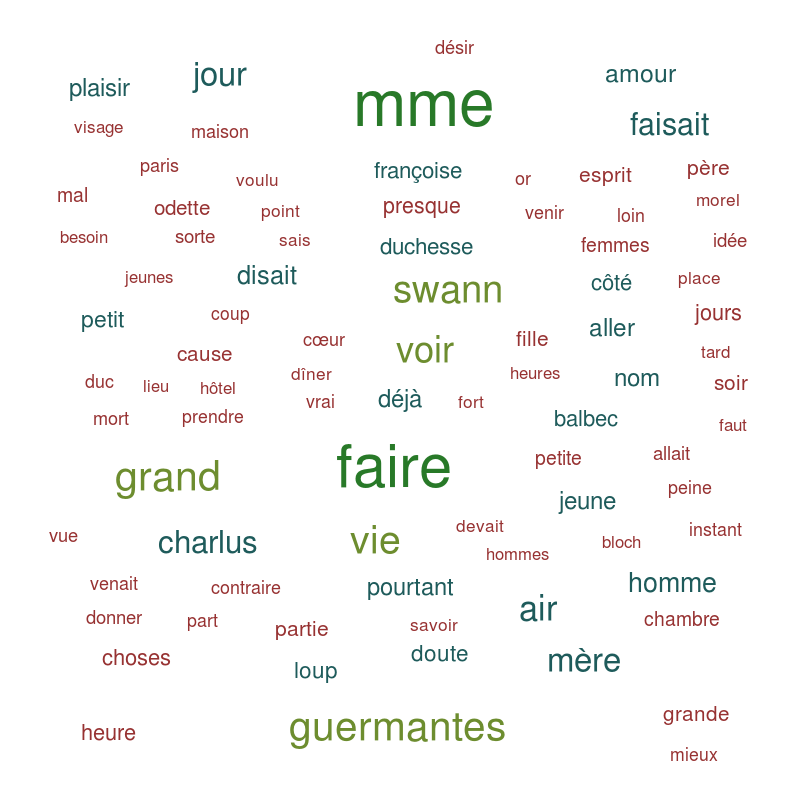 désir
jour
amour
plaisir
mme
faisait
visage
maison
paris
françoise
père
esprit
or
voulu
mal
morel
odette
presque
point
venir
loin
besoin
sorte
sais
duchesse
femmes
idée
jeunes
disait
swann
côté
place
petit
coup
jours
aller
cœur
fille
voir
cause
tard
dîner
heures
nom
duc
lieu
hôtel
soir
vrai
déjà
fort
mort
prendre
balbec
faut
faire
petite
allait
grand
peine
jeune
vue
charlus
vie
devait
instant
bloch
hommes
venait
contraire
pourtant
homme
donner
part
air
chambre
partie
savoir
choses
doute
mère
loup
grande
heure
guermantes
mieux